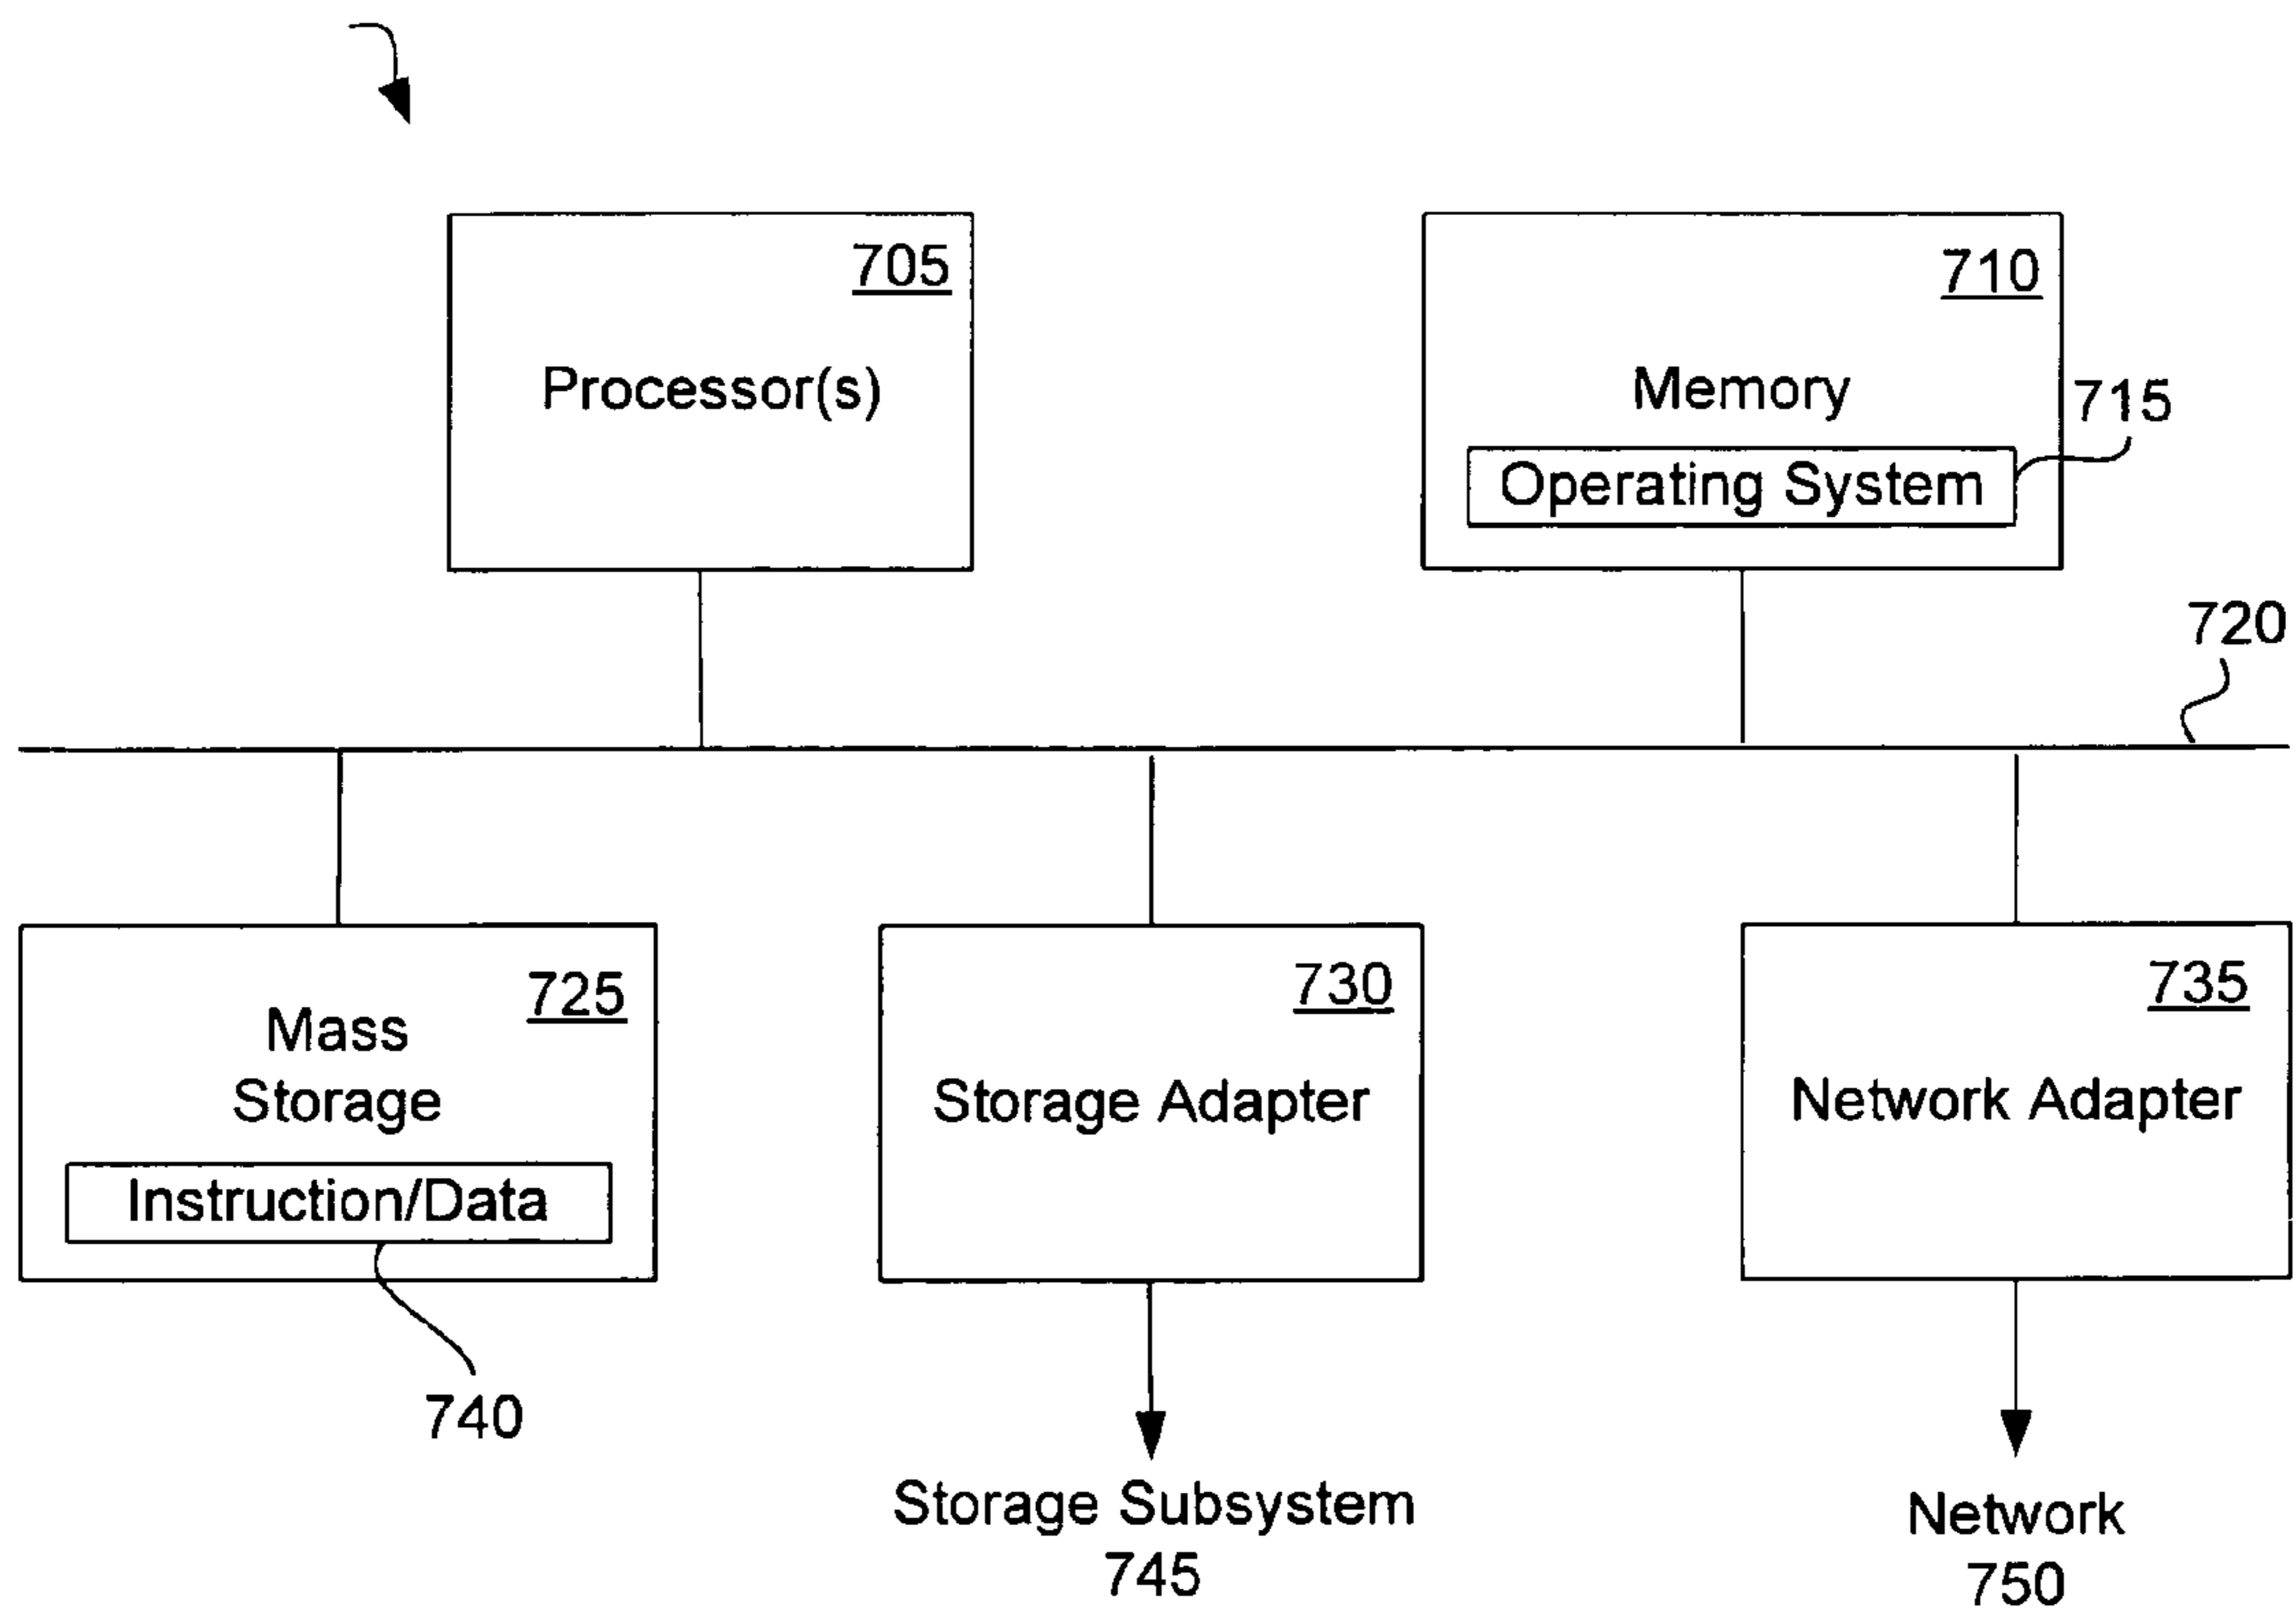 705
Processor(s)
710
Memory
715
Operating System
720
725
Mass
Storage
Instruction/Data
740
730
Storage Adapter
735
Network Adapter
Storage Subsystem
745
Network
750